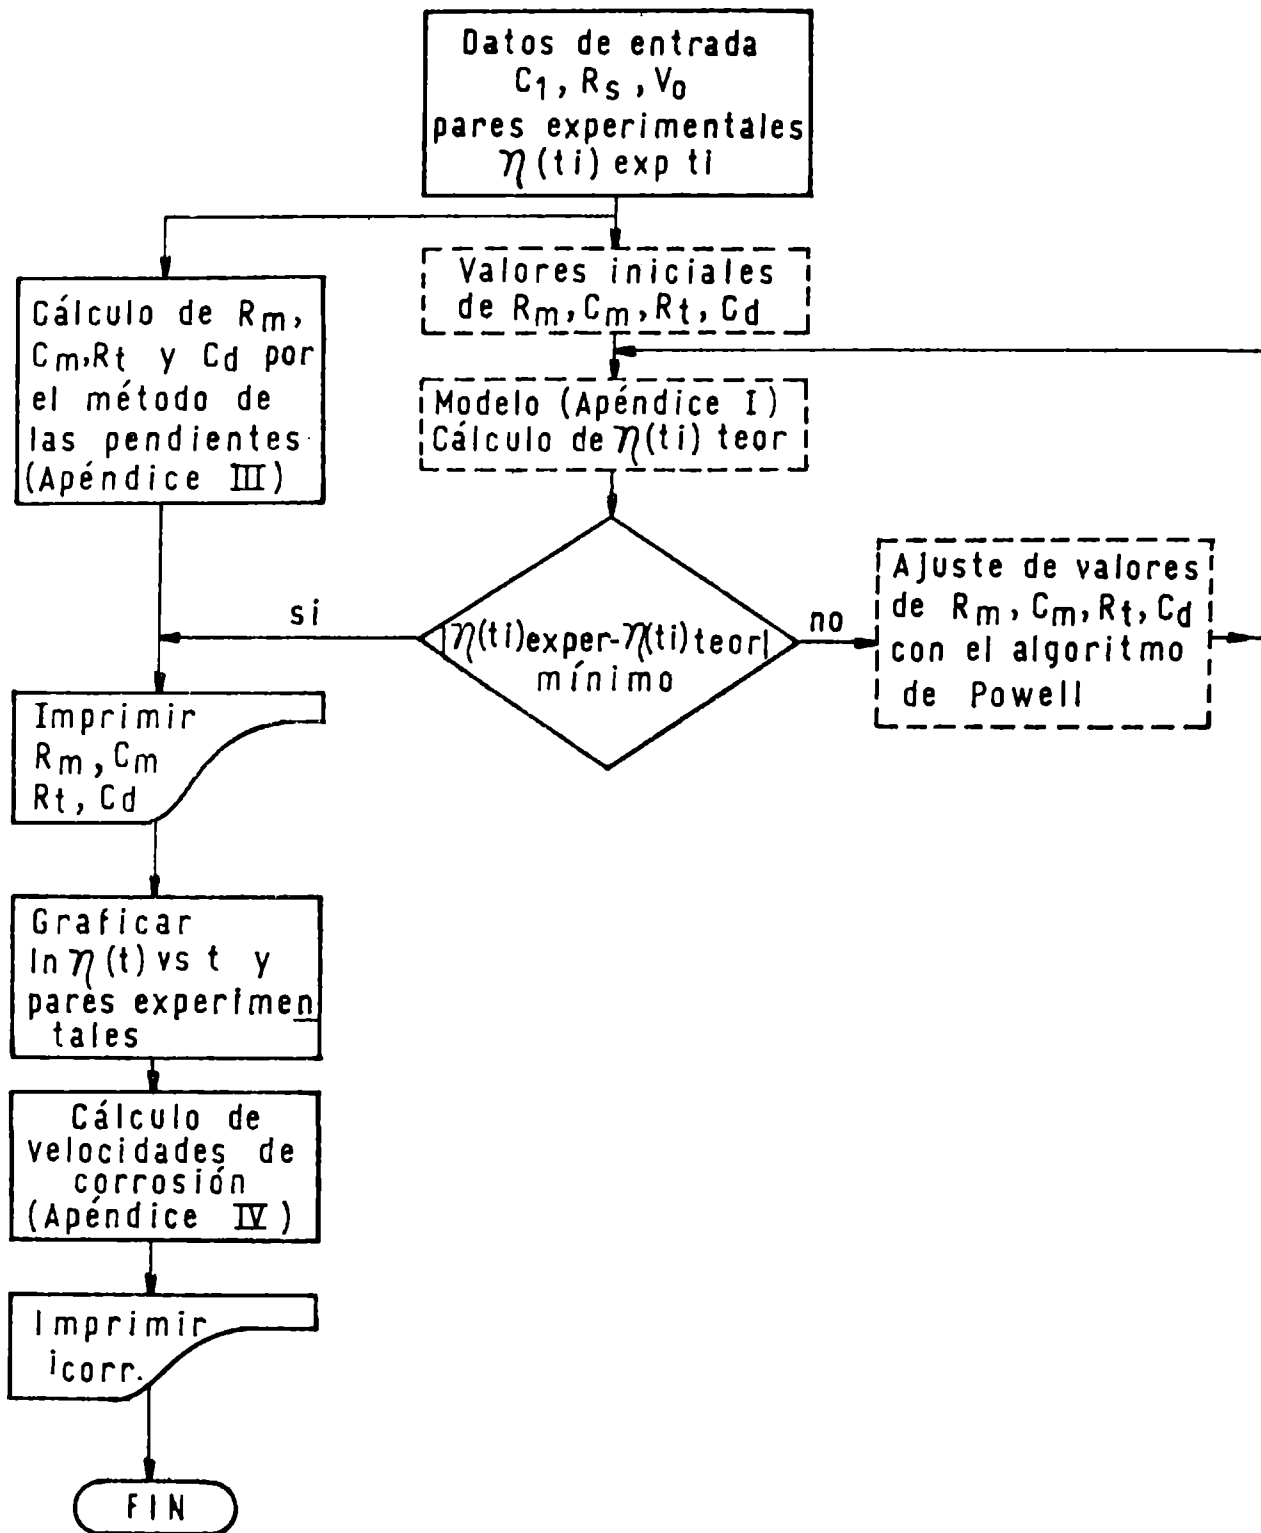 Datos de entrada
C1, Rs, Vo
pares experimentales
η(ti) exp ti
Valores iniciales
de Rm, Cm, Rt, Cd
Cálculo de Rm,
Cm,Rt y Cd por
el método de
las pendientes
(Apéndice III)
Modelo (Apéndice I)
Cálculo de η(ti) teor
si
|η(ti)exper-η(ti)teor|
mínimo
no
Ajuste de valores
de Rm, Cm, Rt, Cd
con el algoritmo
de Powell
Imprimir
Rm, Cm
Rt, Cd
Graficar
ln η(t) vs t y
pares experimen
tales
Cálculo de
velocidades de
corrosión
(Apéndice IV)
Imprimir
icorr.
FIN